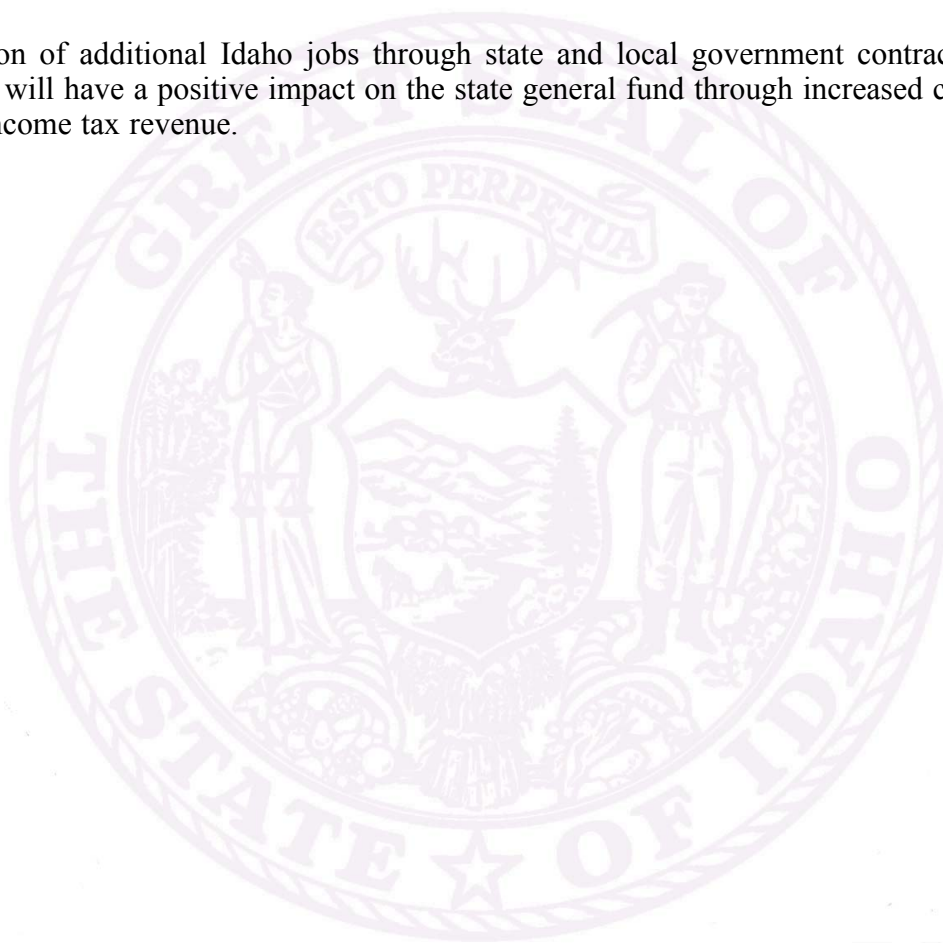 on of additional Idaho jobs through state and local government contrac
will have a positive impact on the state general fund through increased c
ncome tax revenue.
GREAT SEAL OF
ESTO PERPETUA
THE STATE OF IDAHO